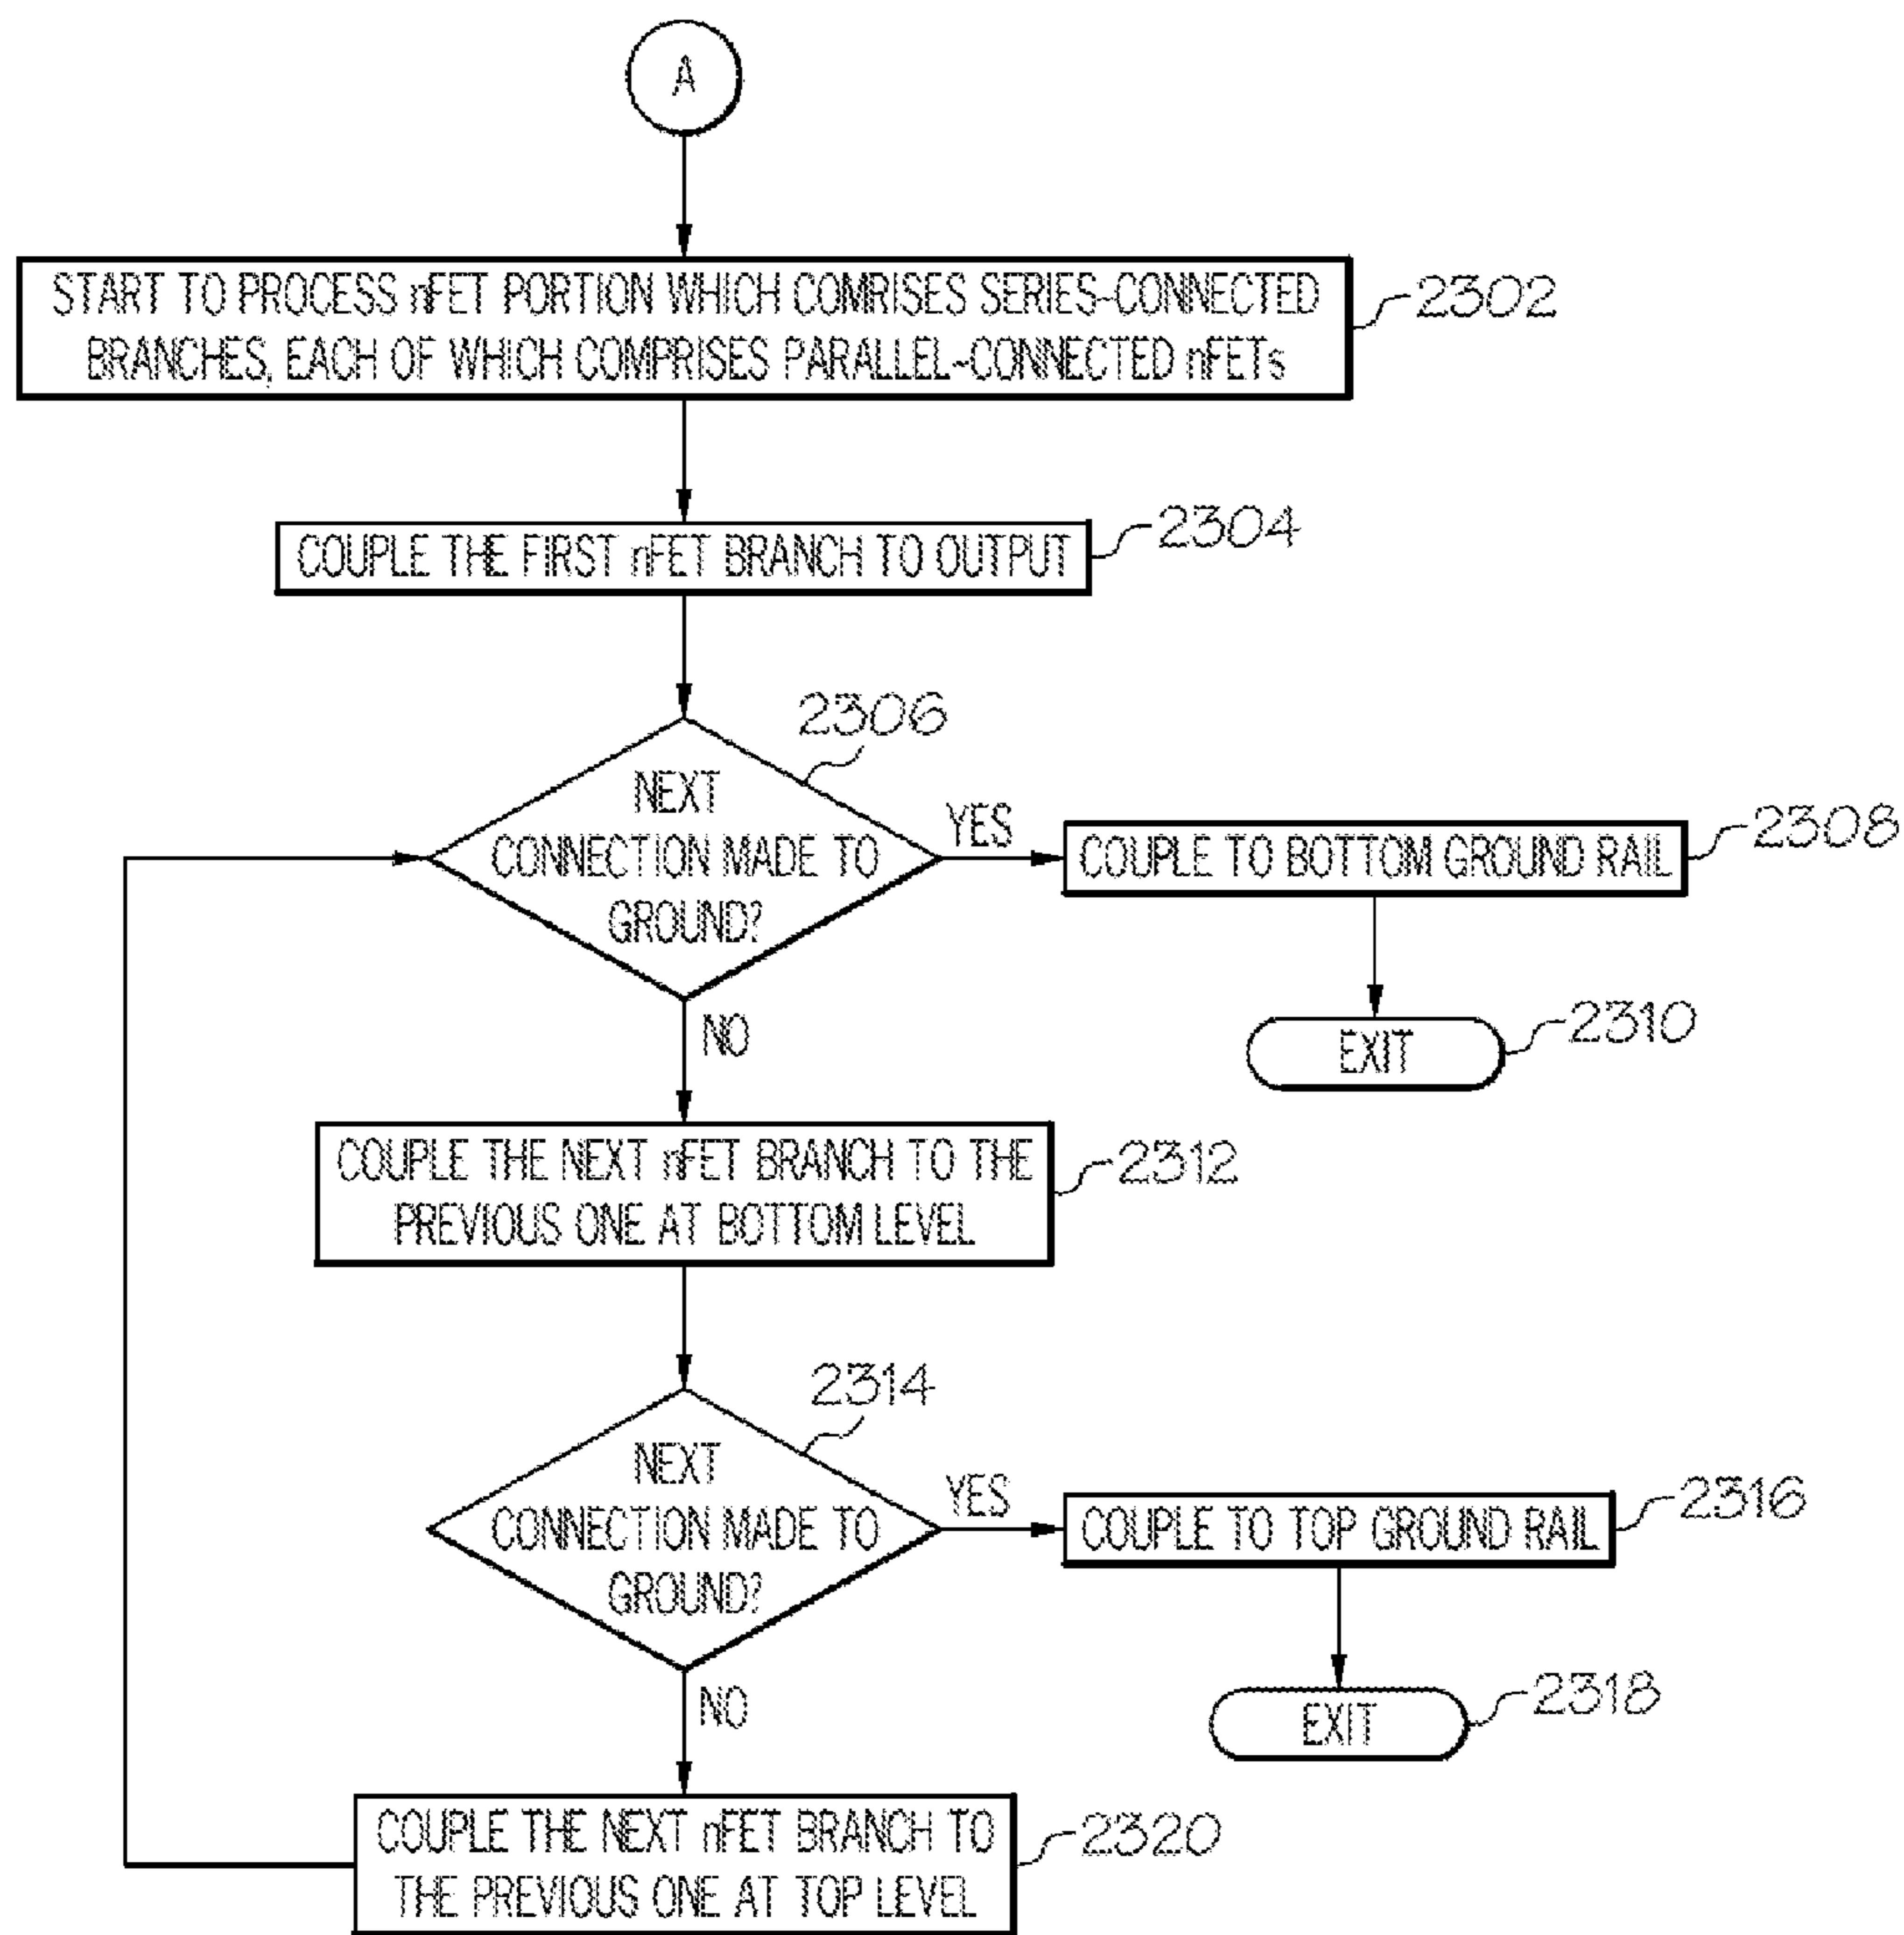 A
START TO PROCESS nFET PORTION WHICH COMRISES SERIES-CONNECTED
BRANCHES, EACH OF WHICH COMPRISES PARALLEL-CONNECTED nFETs
2302
COUPLE THE FIRST nFET BRANCH TO OUTPUT
2304
2306
NEXT
CONNECTION MADE TO
GROUND?
YES
COUPLE TO BOTTOM GROUND RAIL
2308
EXIT
2310
NO
COUPLE THE NEXT nFET BRANCH TO THE
PREVIOUS ONE AT BOTTOM LEVEL
2312
2314
NEXT
CONNECTION MADE TO
GROUND?
YES
COUPLE TO TOP GROUND RAIL
2316
EXIT
2318
NO
COUPLE THE NEXT nFET BRANCH TO
THE PREVIOUS ONE AT TOP LEVEL
2320